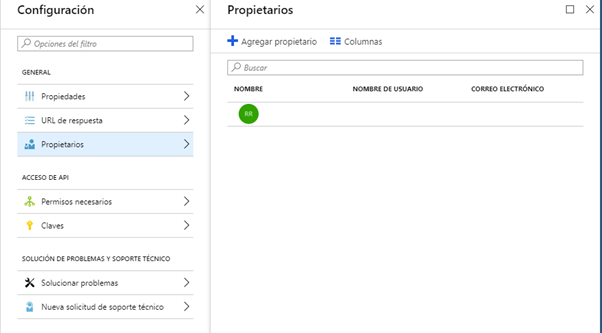 Configuración
Opciones del filtro
GENERAL
Propiedades
URL de respuesta
Propietarios
ACCESO DE API
Permisos necesarios
Claves
SOLUCIÓN DE PROBLEMAS Y SOPORTE TÉCNICO
Solucionar problemas
Nueva solicitud de soporte técnico
Propietarios
Agregar propietario Columnas
Buscar
NOMBRE NOMBRE DE USUARIO CORREO ELECTRÓNICO
RR